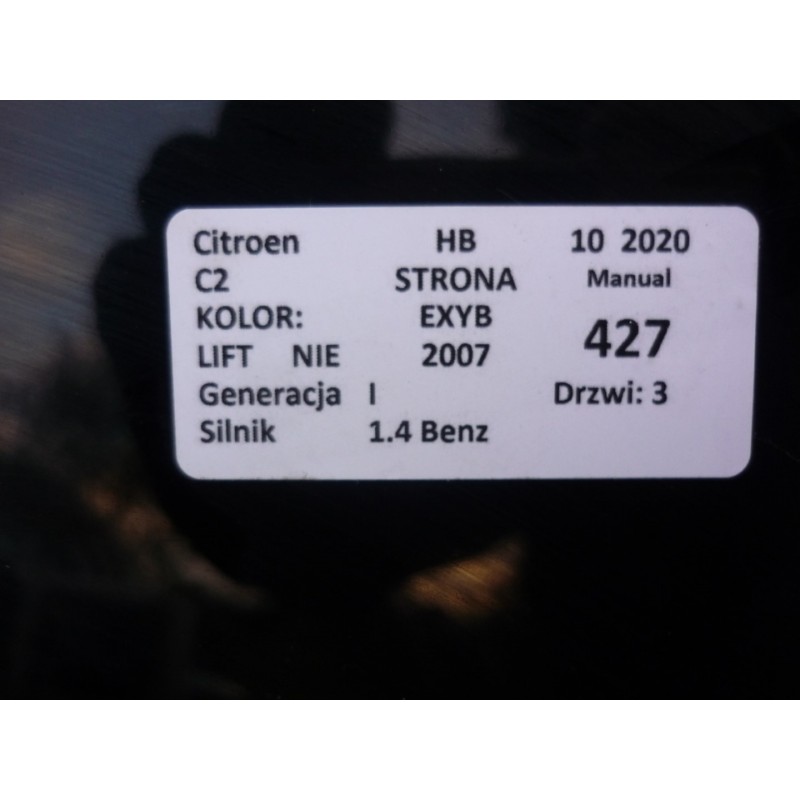 Citroen HB 10 2020
C2 STRONA Manual
KOLOR: EXYB 427
LIFT NIE 2007
Generacja I Drzwi: 3
Silnik 1.4 Benz